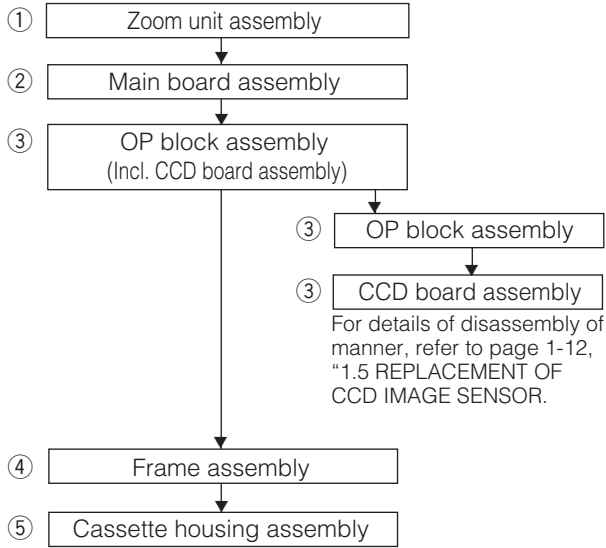 ① Zoom unit assembly
② Main board assembly
③ OP block assembly
(Incl. CCD board assembly)
③ OP block assembly
③ CCD board assembly
For details of disassembly of
manner, refer to page 1-12,
“1.5 REPLACEMENT OF
CCD IMAGE SENSOR.
④ Frame assembly
⑤ Cassette housing assembly